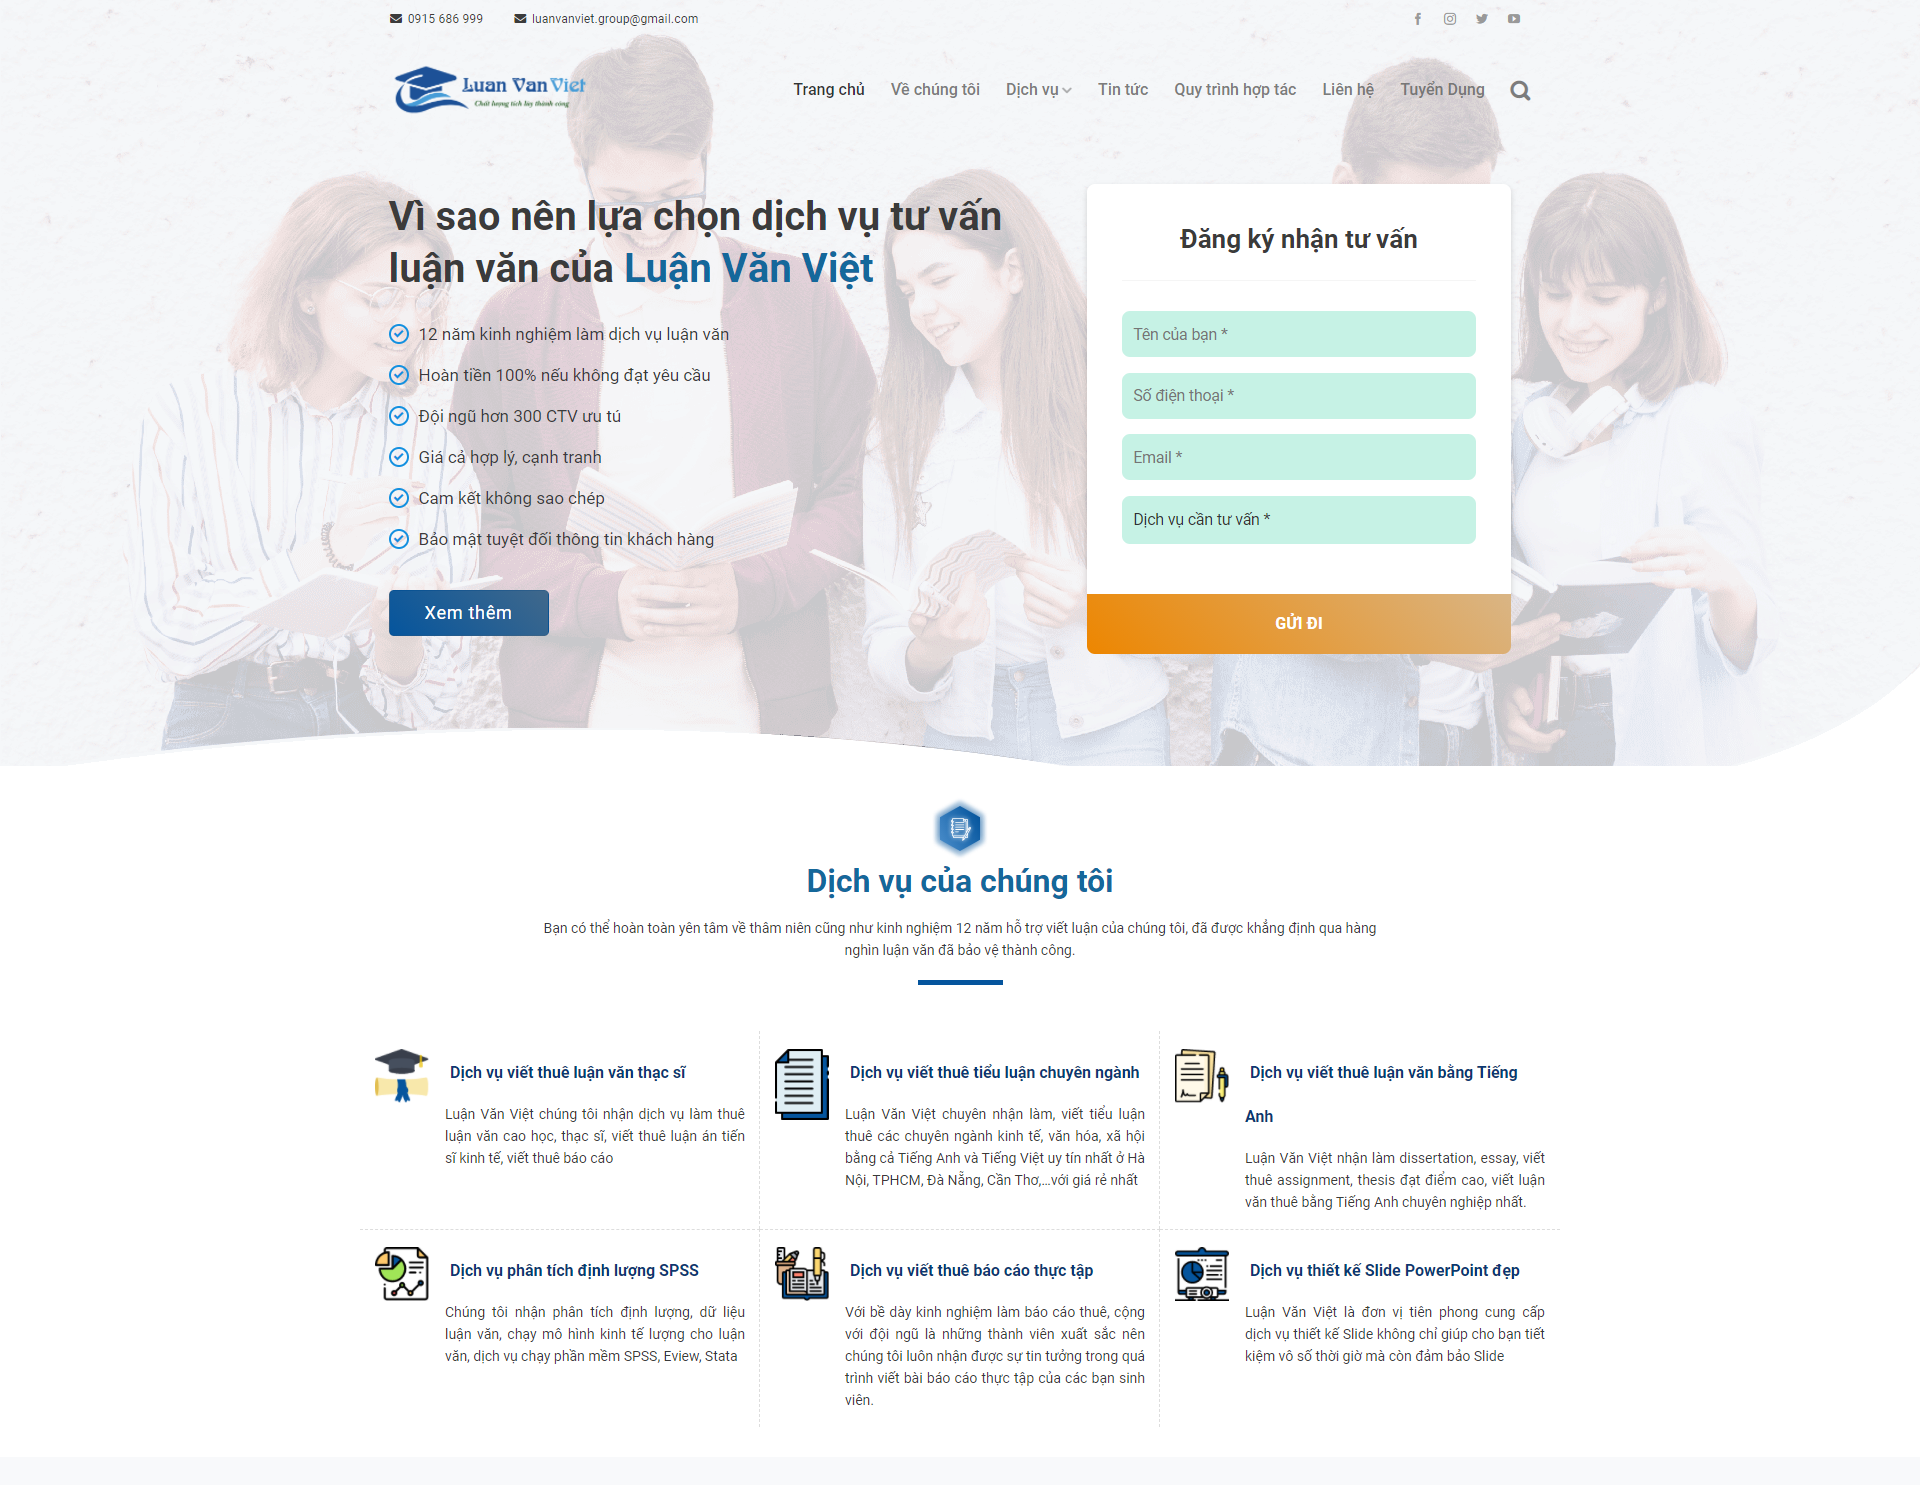 0915 686 999
luanvanviet.group@gmail.com
Luan Van Viet
Chất lượng tích lũy thành công
Trang chủ
Về chúng tôi
Dịch vụ
Tin tức
Quy trình hợp tác
Liên hệ
Tuyển Dụng
Vì sao nên lựa chọn dịch vụ tư vấn
luận văn của Luận Văn Việt
12 năm kinh nghiệm làm dịch vụ luận văn
Hoàn tiền 100% nếu không đạt yêu cầu
Đội ngũ hơn 300 CTV ưu tú
Giá cả hợp lý, cạnh tranh
Cam kết không sao chép
Bảo mật tuyệt đối thông tin khách hàng
Xem thêm
Đăng ký nhận tư vấn
Tên của bạn *
Số điện thoại *
Email *
Dịch vụ cần tư vấn *
GỬI ĐI
Dịch vụ của chúng tôi
Bạn có thể hoàn toàn yên tâm về thâm niên cũng như kinh nghiệm 12 năm hỗ trợ viết luận của chúng tôi, đã được khẳng định qua hàng
nghìn luận văn đã bảo vệ thành công.
Dịch vụ viết thuê luận văn thạc sĩ
Luận Văn Việt chúng tôi nhận dịch vụ làm thuê
luận văn cao học, thạc sĩ, viết thuê luận án tiến
sĩ kinh tế, viết thuê báo cáo
Dịch vụ viết thuê tiểu luận chuyên ngành
Luận Văn Việt chuyên nhận làm, viết tiểu luận
thuê các chuyên ngành kinh tế, văn hóa, xã hội
bằng cả Tiếng Anh và Tiếng Việt uy tín nhất ở Hà
Nội, TPHCM, Đà Nẵng, Cần Thơ,...với giá rẻ nhất
Dịch vụ viết thuê luận văn bằng Tiếng
Anh
Luận Văn Việt nhận làm dissertation, essay, viết
thuê assignment, thesis đạt điểm cao, viết luận
văn thuê bằng Tiếng Anh chuyên nghiệp nhất.
Dịch vụ phân tích định lượng SPSS
Chúng tôi nhận phân tích định lượng, dữ liệu
luận văn, chạy mô hình kinh tế lượng cho luận
văn, dịch vụ chạy phần mềm SPSS, Eview, Stata
Dịch vụ viết thuê báo cáo thực tập
Với bề dày kinh nghiệm làm báo cáo thuê, cộng
với đội ngũ là những thành viên xuất sắc nên
chúng tôi luôn nhận được sự tin tưởng trong quá
trình viết bài báo cáo thực tập của các bạn sinh
viên.
Dịch vụ thiết kế Slide PowerPoint đẹp
Luận Văn Việt là đơn vị tiên phong cung cấp
dịch vụ thiết kế Slide không chỉ giúp cho bạn tiết
kiệm vô số thời giờ mà còn đảm bảo Slide